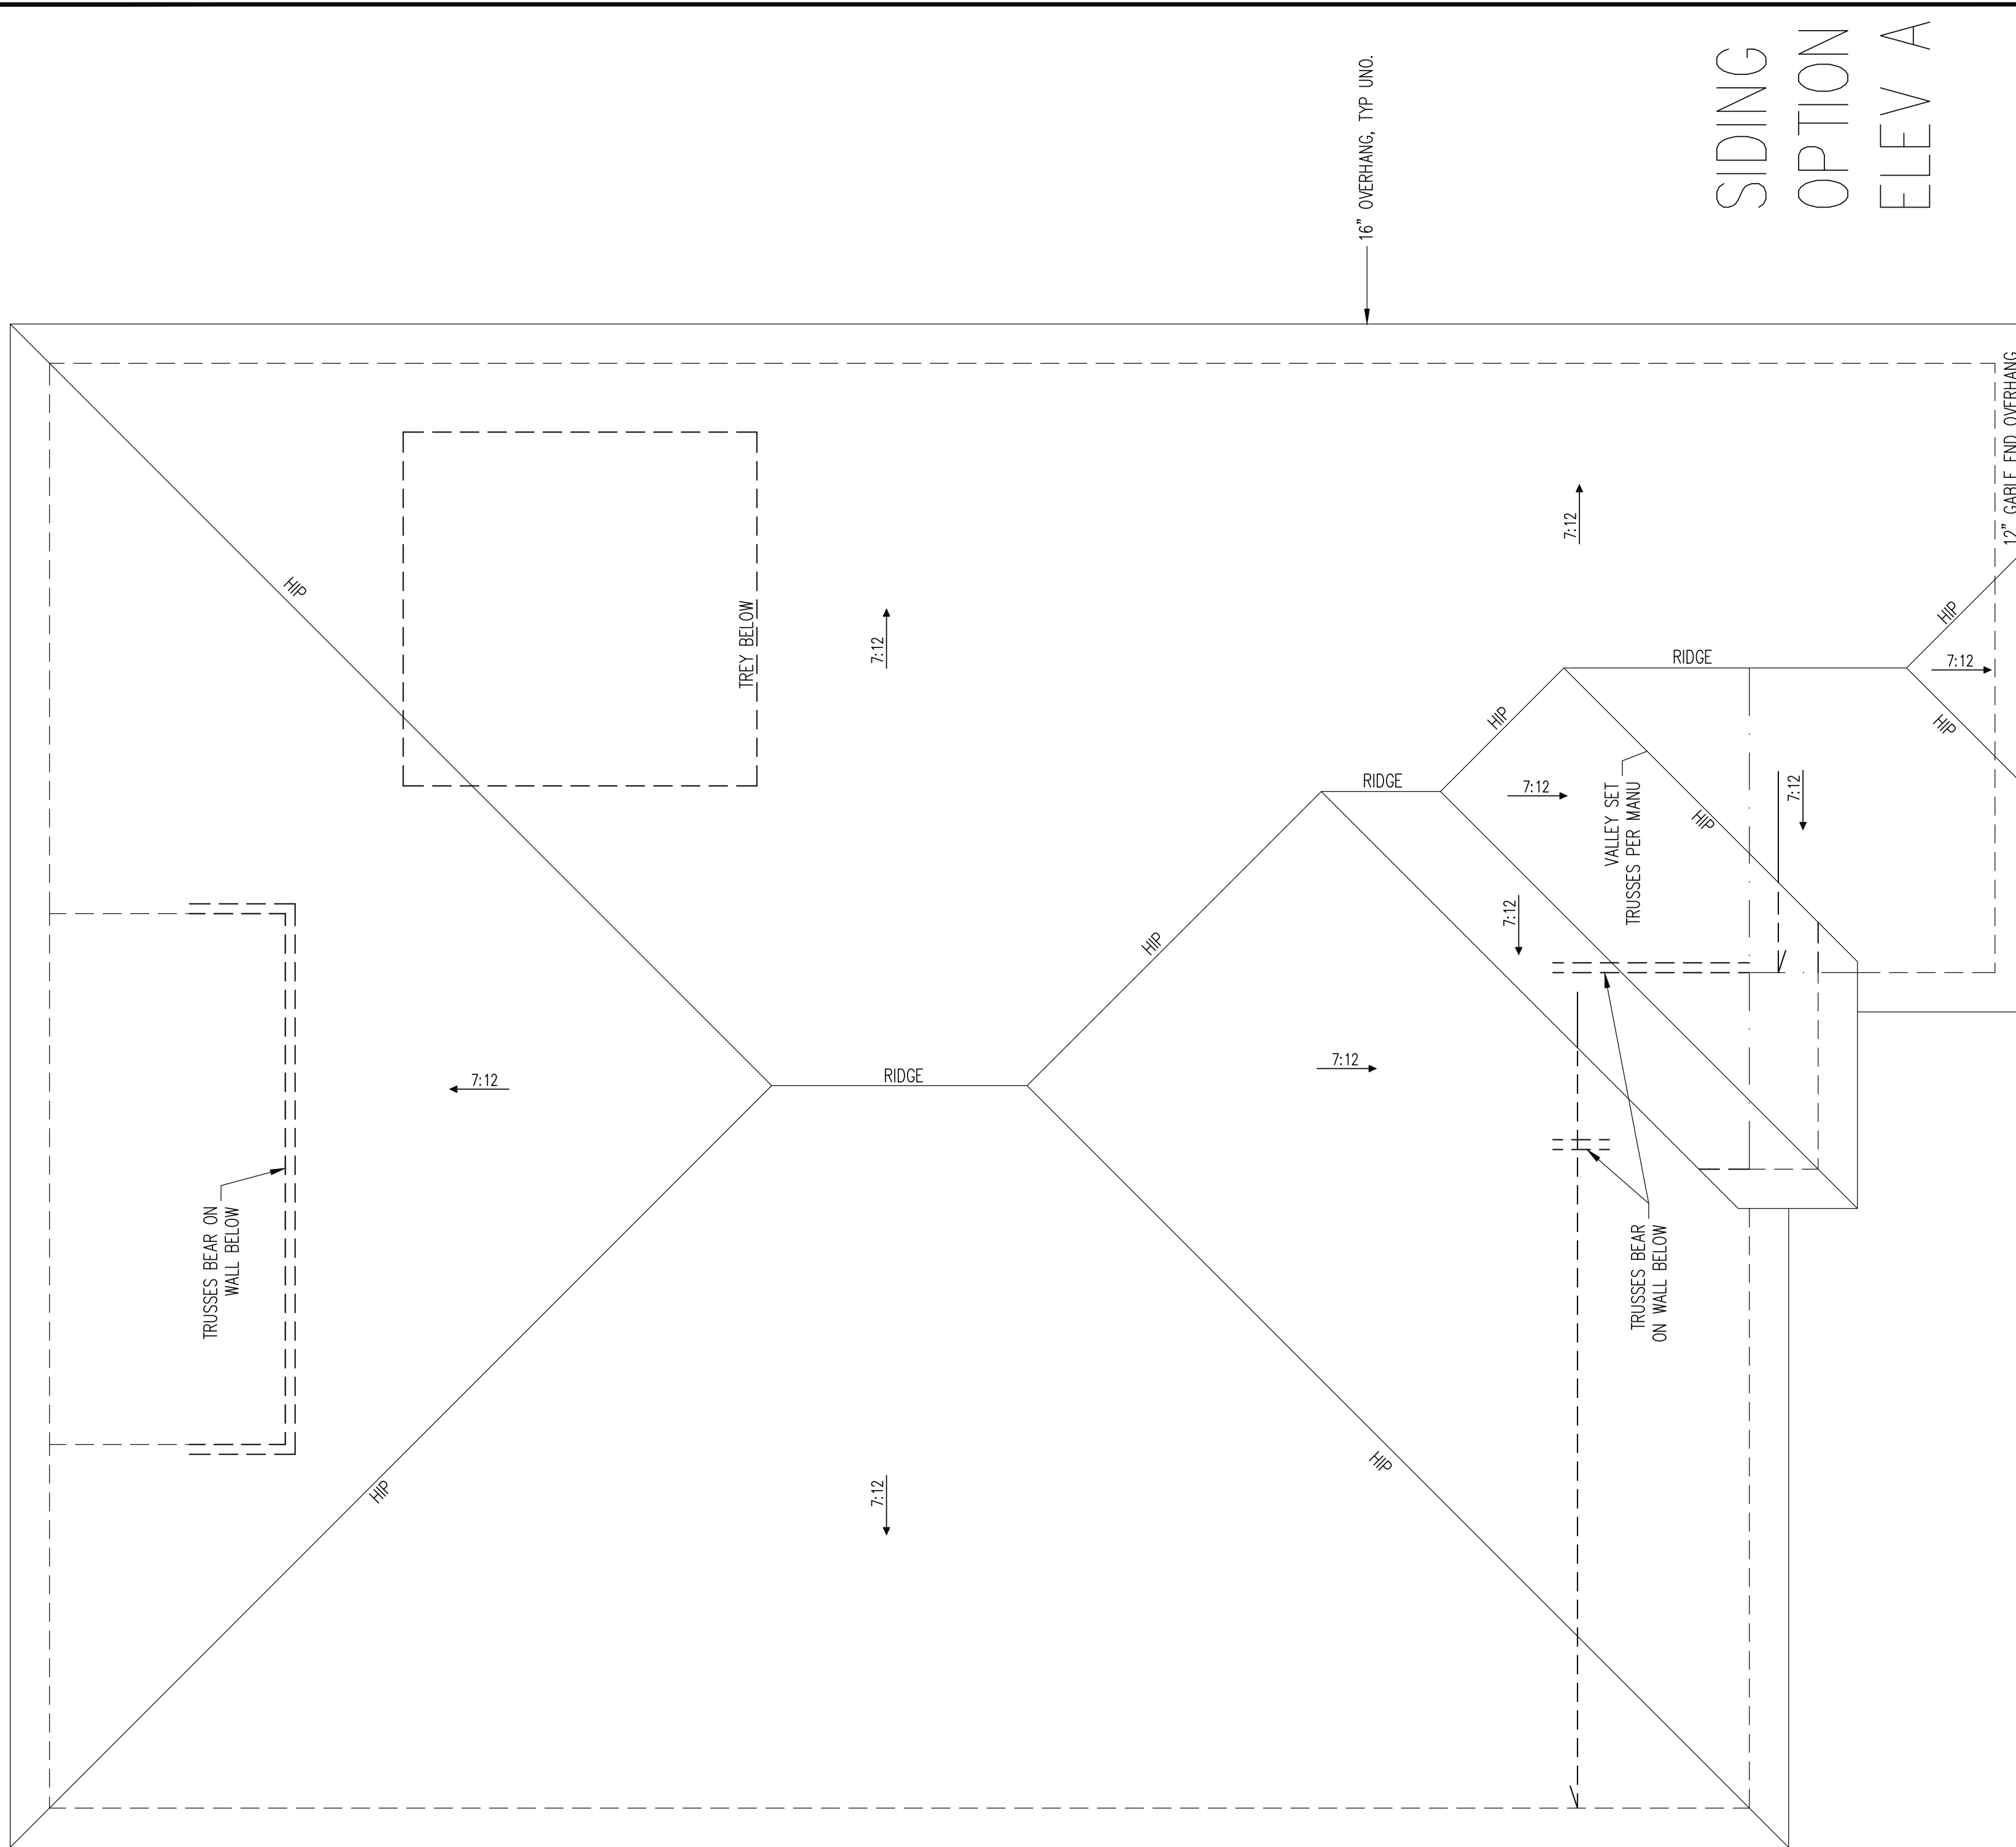 SIDING
OPTION
ELEV A
16" OVERHANG, TYP UNO.
12" GABLE END OVERHANG
HIP
TREY BELOW
7:12
7:12
HIP
RIDGE
7:12
HIP
HIP
RIDGE
7:12
VALLEY SET
TRUSSES PER MANU
HIP
7:12
7:12
HIP
7:12
RIDGE
7:12
TRUSSES BEAR ON
WALL BELOW
TRUSSES BEAR
ON WALL BELOW
HIP
7:12
HIP